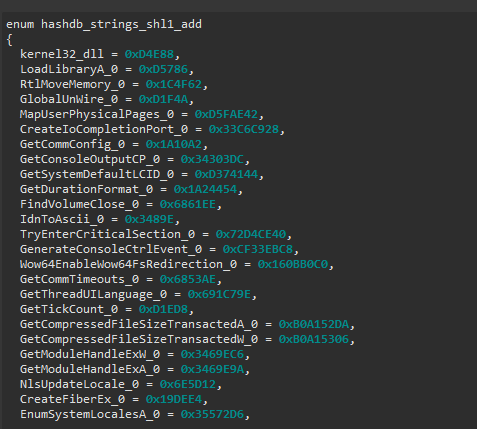 enum hashdb_strings_shl1_add
{
kernel32_dll = 0xD4E88,
LoadLibraryA_0 = 0xD5786,
RtlMoveMemory_0 = 0x1C4F62,
GlobalUnWire_0 = 0xD1F4A,
MapUserPhysicalPages_0 = 0xD5FAE42,
CreateIoCompletionPort_0 = 0x33C6C928,
GetCommConfig_0 = 0x1A10A2,
GetConsoleOutputCP_0 = 0x34303DC,
GetSystemDefaultLCID_0 = 0xD374144,
GetDurationFormat_0 = 0x1A24454,
FindVolumeClose_0 = 0x6861EE,
IdnToAscii_0 = 0x3489E,
TryEnterCriticalSection_0 = 0x72D4CE40,
GenerateConsoleCtrlEvent_0 = 0xCF33EBC8,
Wow64EnableWow64FsRedirection_0 = 0x160BB0C0,
GetCommTimeouts_0 = 0x6853AE,
GetThreadUILanguage_0 = 0x691C79E,
GetTickCount_0 = 0xD1ED8,
GetCompressedFileSizeTransactedA_0 = 0xB0A152DA,
GetCompressedFileSizeTransactedW_0 = 0xB0A15306,
GetModuleHandleExW_0 = 0x3469EC6,
GetModuleHandleExA_0 = 0x3469E9A,
NlsUpdateLocale_0 = 0x6E5D12,
CreateFiberEx_0 = 0x19DEE4,
EnumSystemLocalesA_0 = 0x35572D6,